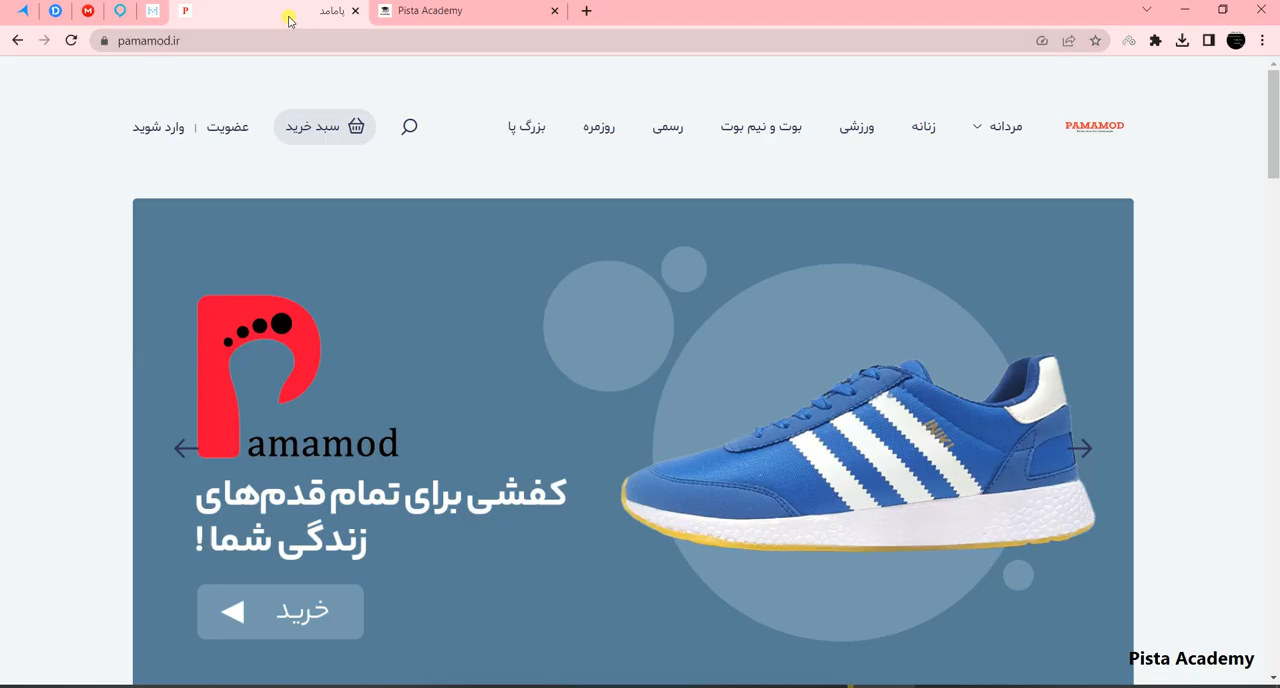 پامامد
Pista Academy
pamamod.ir
PAMAMOD
مردانه
زنانه
ورزشی
بوت و نیم بوت
رسمی
روزمره
بزرگ پا
سبد خرید
عضویت | وارد شوید
Pamamod
کفشی برای تمام قدم‌های
زندگی شما !
خرید
Pista Academy